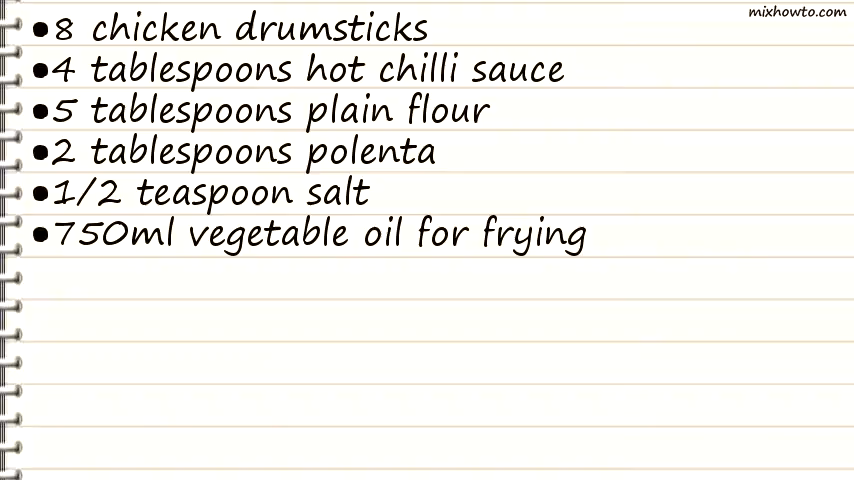 mixhowto.com
•8 chicken drumsticks
•4 tablespoons hot chilli sauce
•5 tablespoons plain flour
•2 tablespoons polenta
•1/2 teaspoon salt
•750ml vegetable oil for frying